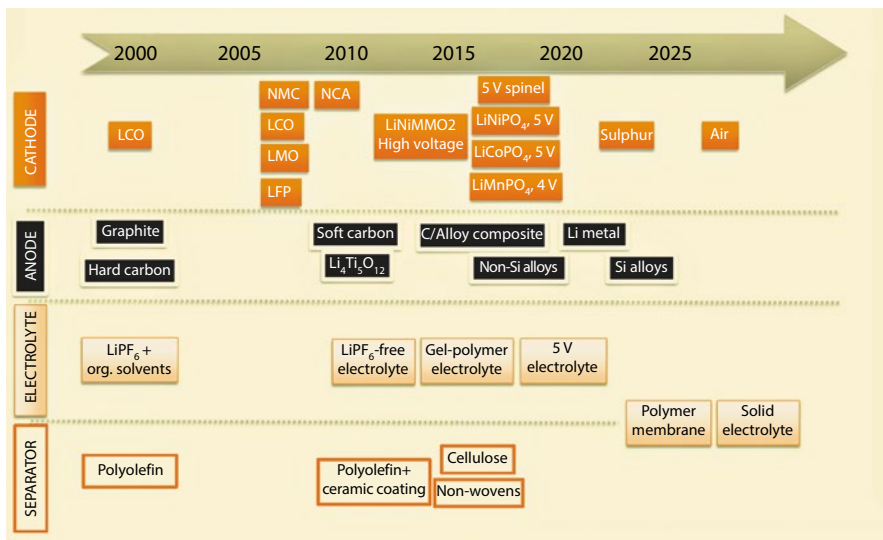 2000 2005 2010 2015 2020 2025
CATHODE
LCO
NMC
LCO
LMO
LFP
NCA
LiNiMMO2
High voltage
5 V spinel
LiNiPO₄, 5 V
LiCoPO₄, 5 V
LiMnPO₄, 4 V
Sulphur
Air
ANODE
Graphite
Hard carbon
Soft carbon
Li₄Ti₅O₁₂
C/Alloy composite
Non-Si alloys
Li metal
Si alloys
ELECTROLYTE
LiPF₆ +
org. solvents
LiPF₆-free
electrolyte
Gel-polymer
electrolyte
5 V
electrolyte
Polymer
membrane
Solid
electrolyte
SEPARATOR
Polyolefin
Polyolefin+
ceramic coating
Cellulose
Non-wovens